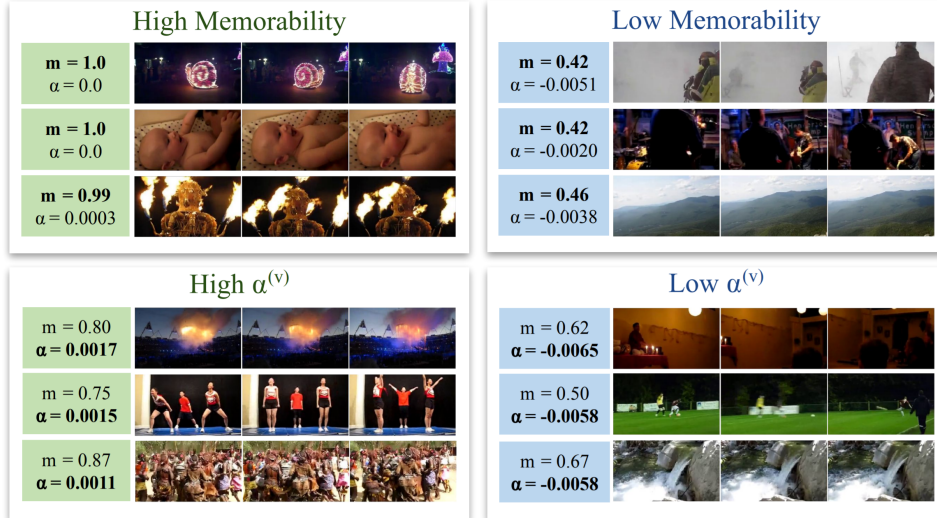 High Memorability
m = 1.0
α = 0.0
m = 1.0
α = 0.0
m = 0.99
α = 0.0003
Low Memorability
m = 0.42
α = -0.0051
m = 0.42
α = -0.0020
m = 0.46
α = -0.0038
High α⁽ᵛ⁾
m = 0.80
α = 0.0017
m = 0.75
α = 0.0015
m = 0.87
α = 0.0011
Low α⁽ᵛ⁾
m = 0.62
α = -0.0065
m = 0.50
α = -0.0058
m = 0.67
α = -0.0058